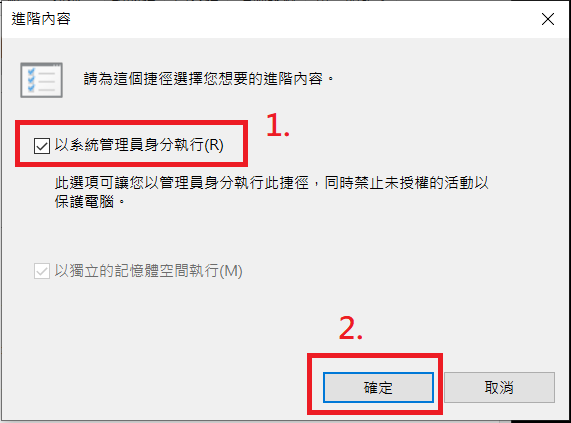 進階內容
請為這個捷徑選擇您想要的進階內容。
1.
以系統管理員身分執行(R)
此選項可讓您以管理員身分執行此捷徑，同時禁止未授權的活動以
保護電腦。
以獨立的記憶體空間執行(M)
2.
確定
取消